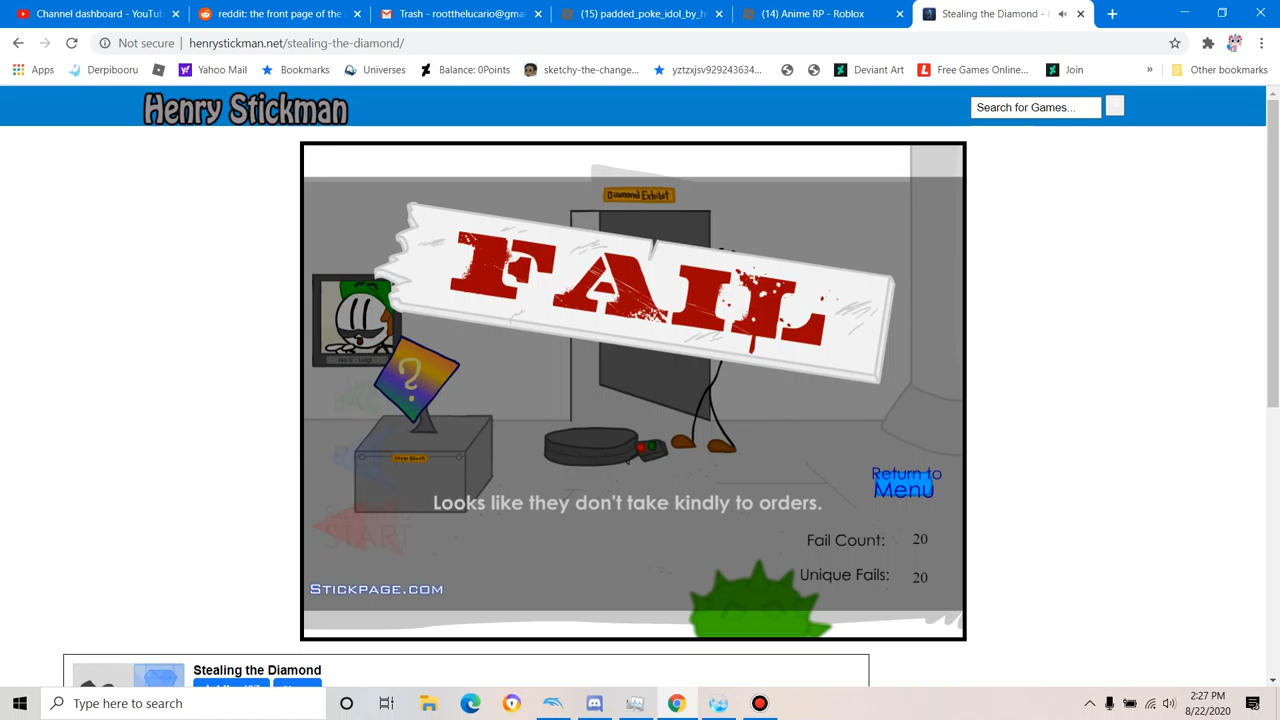 Channel dashboard - YouTub
reddit: the front page of the
Trash - rootthelucario@gma
(15) padded_poke_idol_by_h
(14) Anime RP - Roblox
Stealing the Diamond -
Not secure | henrystickman.net/stealing-the-diamond/
Apps
Derpibooru
Yahoo Mail
Bookmarks
Universes
Balance: 0Points
sketchy-the-change...
yztzxjsv929243634...
Deviant Art
Free Games Online...
Join
»
Other bookmarks
Henry Stickman
Search for Games...
Diamond Exhibit
FAIL
?
Return to
Menu
Looks like they don't take kindly to orders.
Fail Count: 20
Unique Fails: 20
START
STICKPAGE.COM
Stealing the Diamond
Type here to search
2:27 PM
8/22/2020